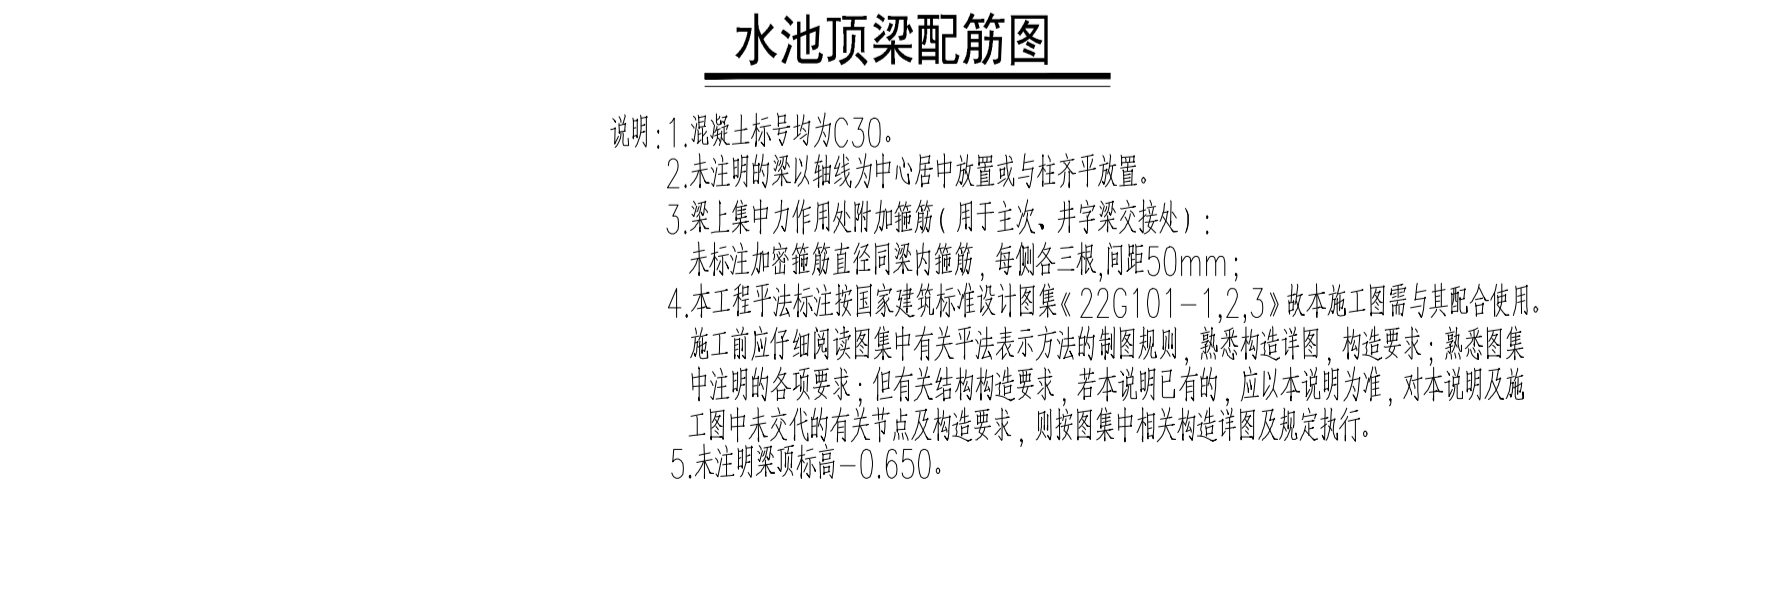 水池顶梁配筋图
说明:1.混凝土标号均为C30。
2.未注明的梁以轴线为中心居中放置或与柱齐平放置。
3.梁上集中力作用处附加箍筋(用于主次、井字梁交接处):
未标注加密箍筋直径同梁内箍筋,每侧各三根,间距50mm;
4.本工程平法标注按国家建筑标准设计图集《22G101-1,2,3》故本施工图需与其配合使用。
施工前应仔细阅读图集中有关平法表示方法的制图规则,熟悉构造详图,构造要求;熟悉图集
中注明的各项要求;但有关结构构造要求,若本说明已有的,应以本说明为准,对本说明及施
工图中未交代的有关节点及构造要求,则按图集中相关构造详图及规定执行。
5.未注明梁顶标高-0.650。